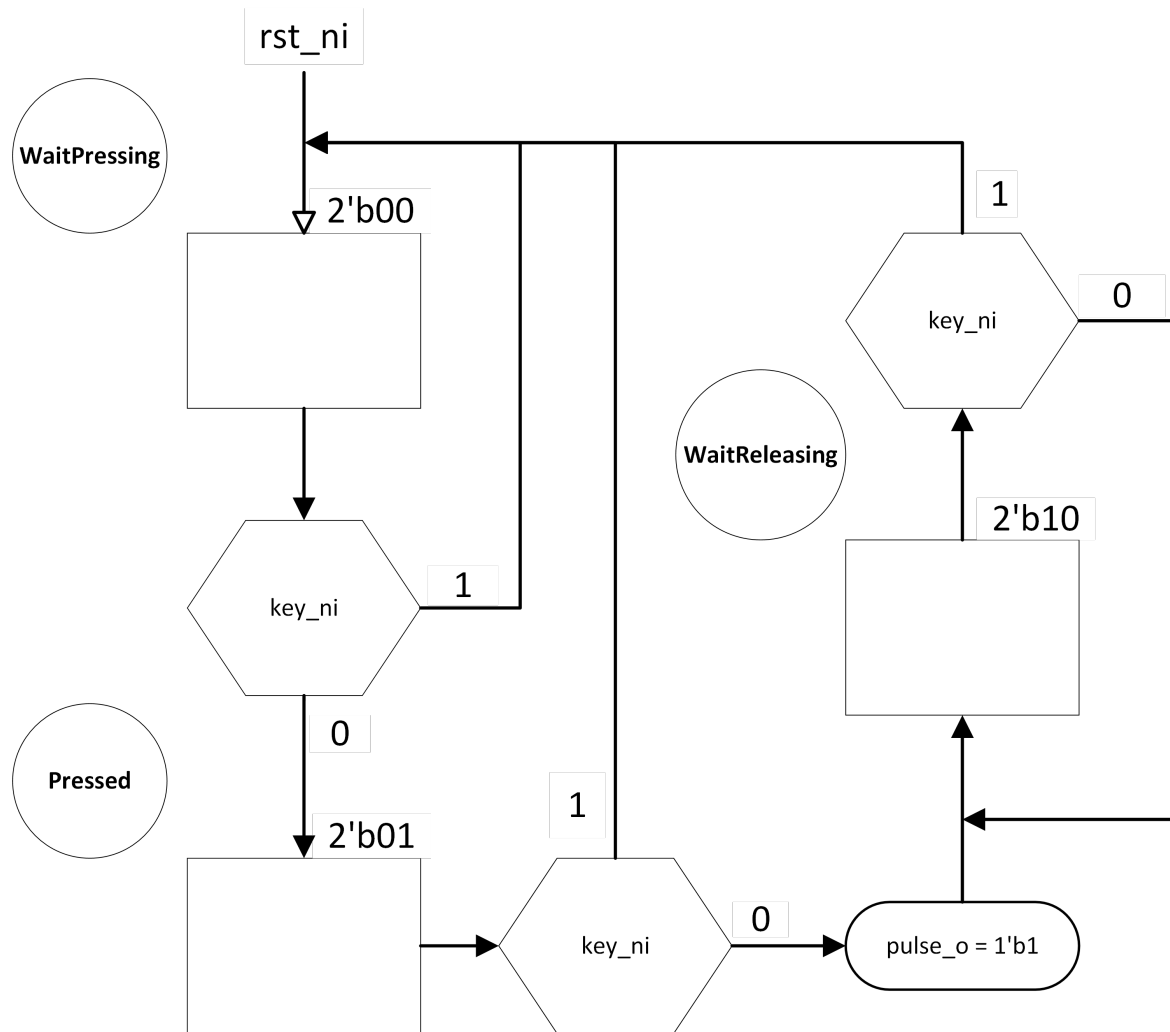 rst_ni
WaitPressing
2'b00
1
key_ni
0
WaitReleasing
2'b10
key_ni
1
0
Pressed
2'b01
1
key_ni
0
pulse_o = 1'b1